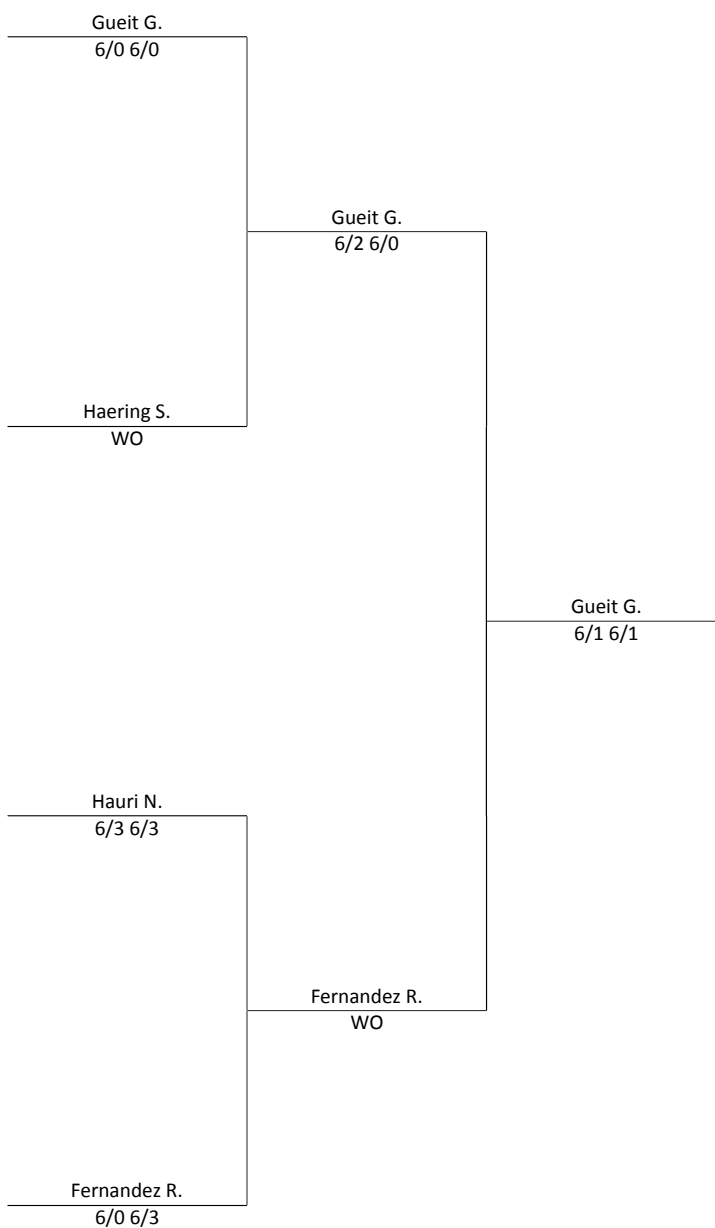 Gueit G.
6/0 6/0
Gueit G.
6/2 6/0
Haering S.
WO
Gueit G.
6/1 6/1
Hauri N.
6/3 6/3
Fernandez R.
WO
Fernandez R.
6/0 6/3